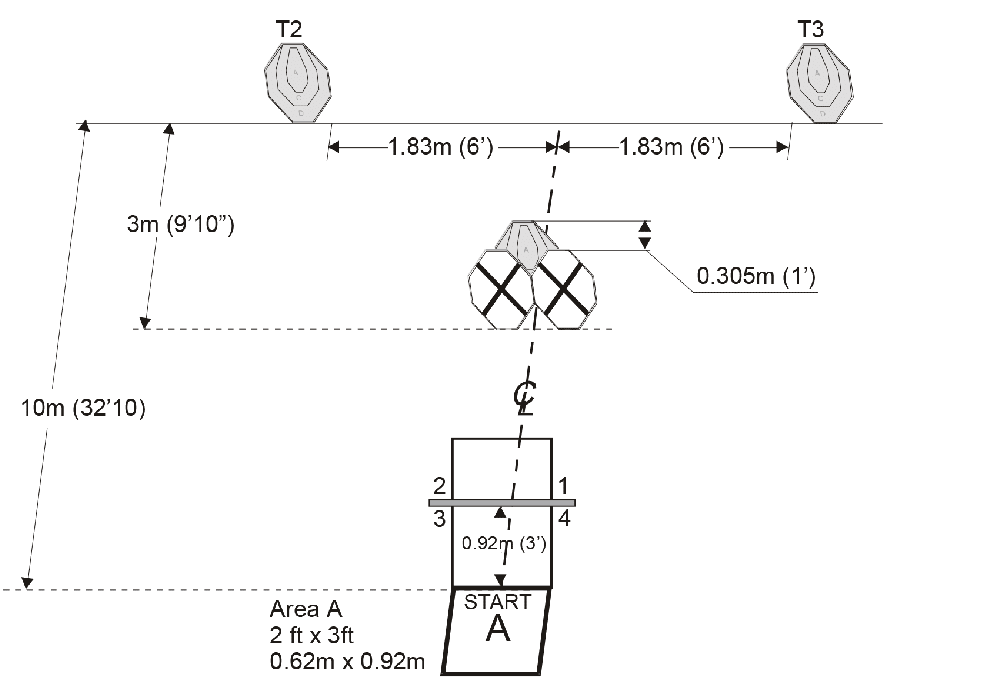 T2
T3
1.83m (6')
1.83m (6')
3m (9'10")
A
C
D
A
C
D
A
0.305m (1')
10m (32'10)
℄
2
1
3
4
0.92m (3')
START
A
Area A
2 ft x 3ft
0.62m x 0.92m